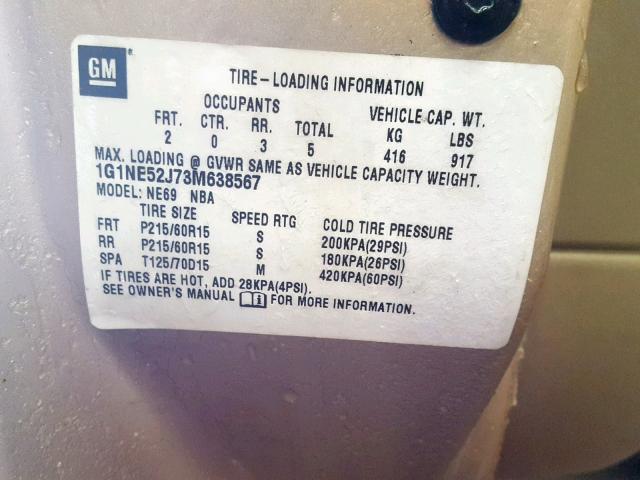 GM
TIRE-LOADING INFORMATION
OCCUPANTS VEHICLE CAP. WT.
FRT. CTR. RR. TOTAL KG LBS
2 0 3 5 416 917
MAX. LOADING @ GVWR SAME AS VEHICLE CAPACITY WEIGHT.
1G1NE52J73M638567
MODEL: NE69 NBA
TIRE SIZE SPEED RTG COLD TIRE PRESSURE
FRT P215/60R15 S 200KPA(29PSI)
RR P215/60R15 S 180KPA(26PSI)
SPA T125/70D15 M 420KPA(60PSI)
IF TIRES ARE HOT, ADD 28KPA(4PSI).
SEE OWNER'S MANUAL FOR MORE INFORMATION.